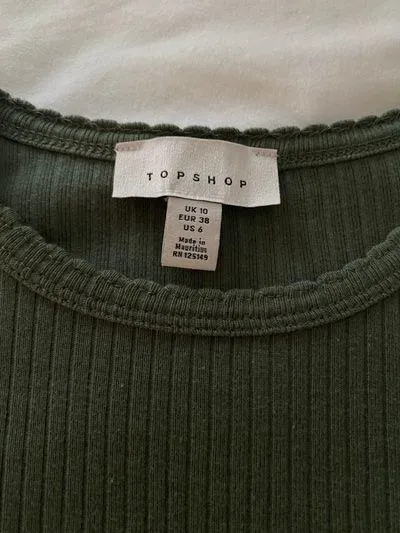 TOPSHOP
UK 10
EUR 38
US 6
Made in
Mauritius
RN 125149